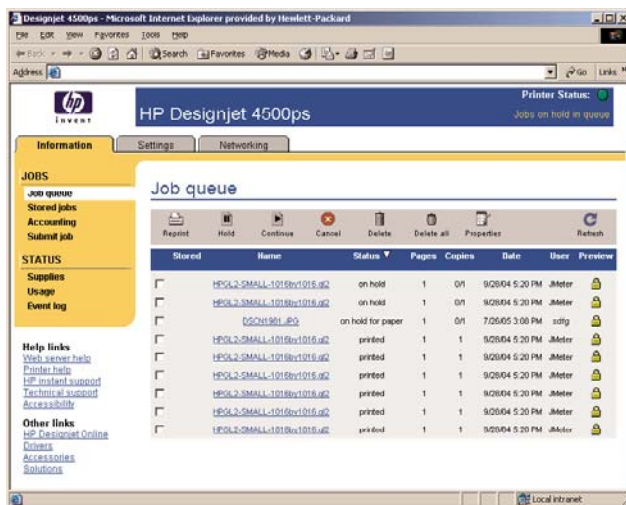 Designjet 4500ps - Microsoft Internet Explorer provided by Hewlett-Packard
File Edit View Favorites Tools Help
Back Search Favorites Media
Address Go Links »
hp
invent
HP Designjet 4500ps
Printer Status:
Jobs on hold in queue
Information Settings Networking
JOBS
Job queue
Stored jobs
Accounting
Submit job
STATUS
Supplies
Usage
Event log
Help links
Web server help
Printer help
HP instant support
Technical support
Accessibility
Other links
HP Designjet Online
Drivers
Accessories
Solutions
Job queue
Reprint Hold Continue Cancel Delete Delete all Properties Refresh
Stored Name Status Pages Copies Date User Preview
HPGL2-SMALL-1016by1016.gl2 on hold 1 0/1 9/28/04 5:20 PM JMeter
HPGL2-SMALL-1016by1016.gl2 on hold 1 0/1 9/28/04 5:20 PM JMeter
DSCN1981.JPG on hold for paper 1 0/1 7/26/05 3:08 PM sdfg
HPGL2-SMALL-1016by1016.gl2 printed 1 1 9/28/04 5:20 PM JMeter
HPGL2-SMALL-1016by1016.gl2 printed 1 1 9/28/04 5:20 PM JMeter
HPGL2-SMALL-1016by1016.gl2 printed 1 1 9/28/04 5:20 PM JMeter
HPGL2-SMALL-1016by1016.gl2 printed 1 1 9/28/04 5:20 PM JMeter
HPGL2-SMALL-1016by1016.gl2 printed 1 1 9/28/04 5:20 PM JMeter
Local intranet